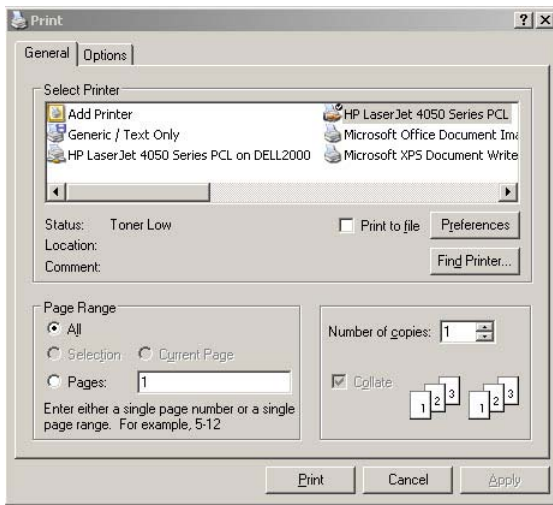 Print
General Options
Select Printer
Add Printer
Generic / Text Only
HP LaserJet 4050 Series PCL on DELL2000
HP LaserJet 4050 Series PCL
Microsoft Office Document Ima
Microsoft XPS Document Write
Status: Toner Low
Location:
Comment:
Print to file
Preferences
Find Printer...
Page Range
All
Selection Current Page
Pages: 1
Enter either a single page number or a single
page range. For example, 5-12
Number of copies: 1
Collate
1 2 3 1 2 3
Print Cancel Apply